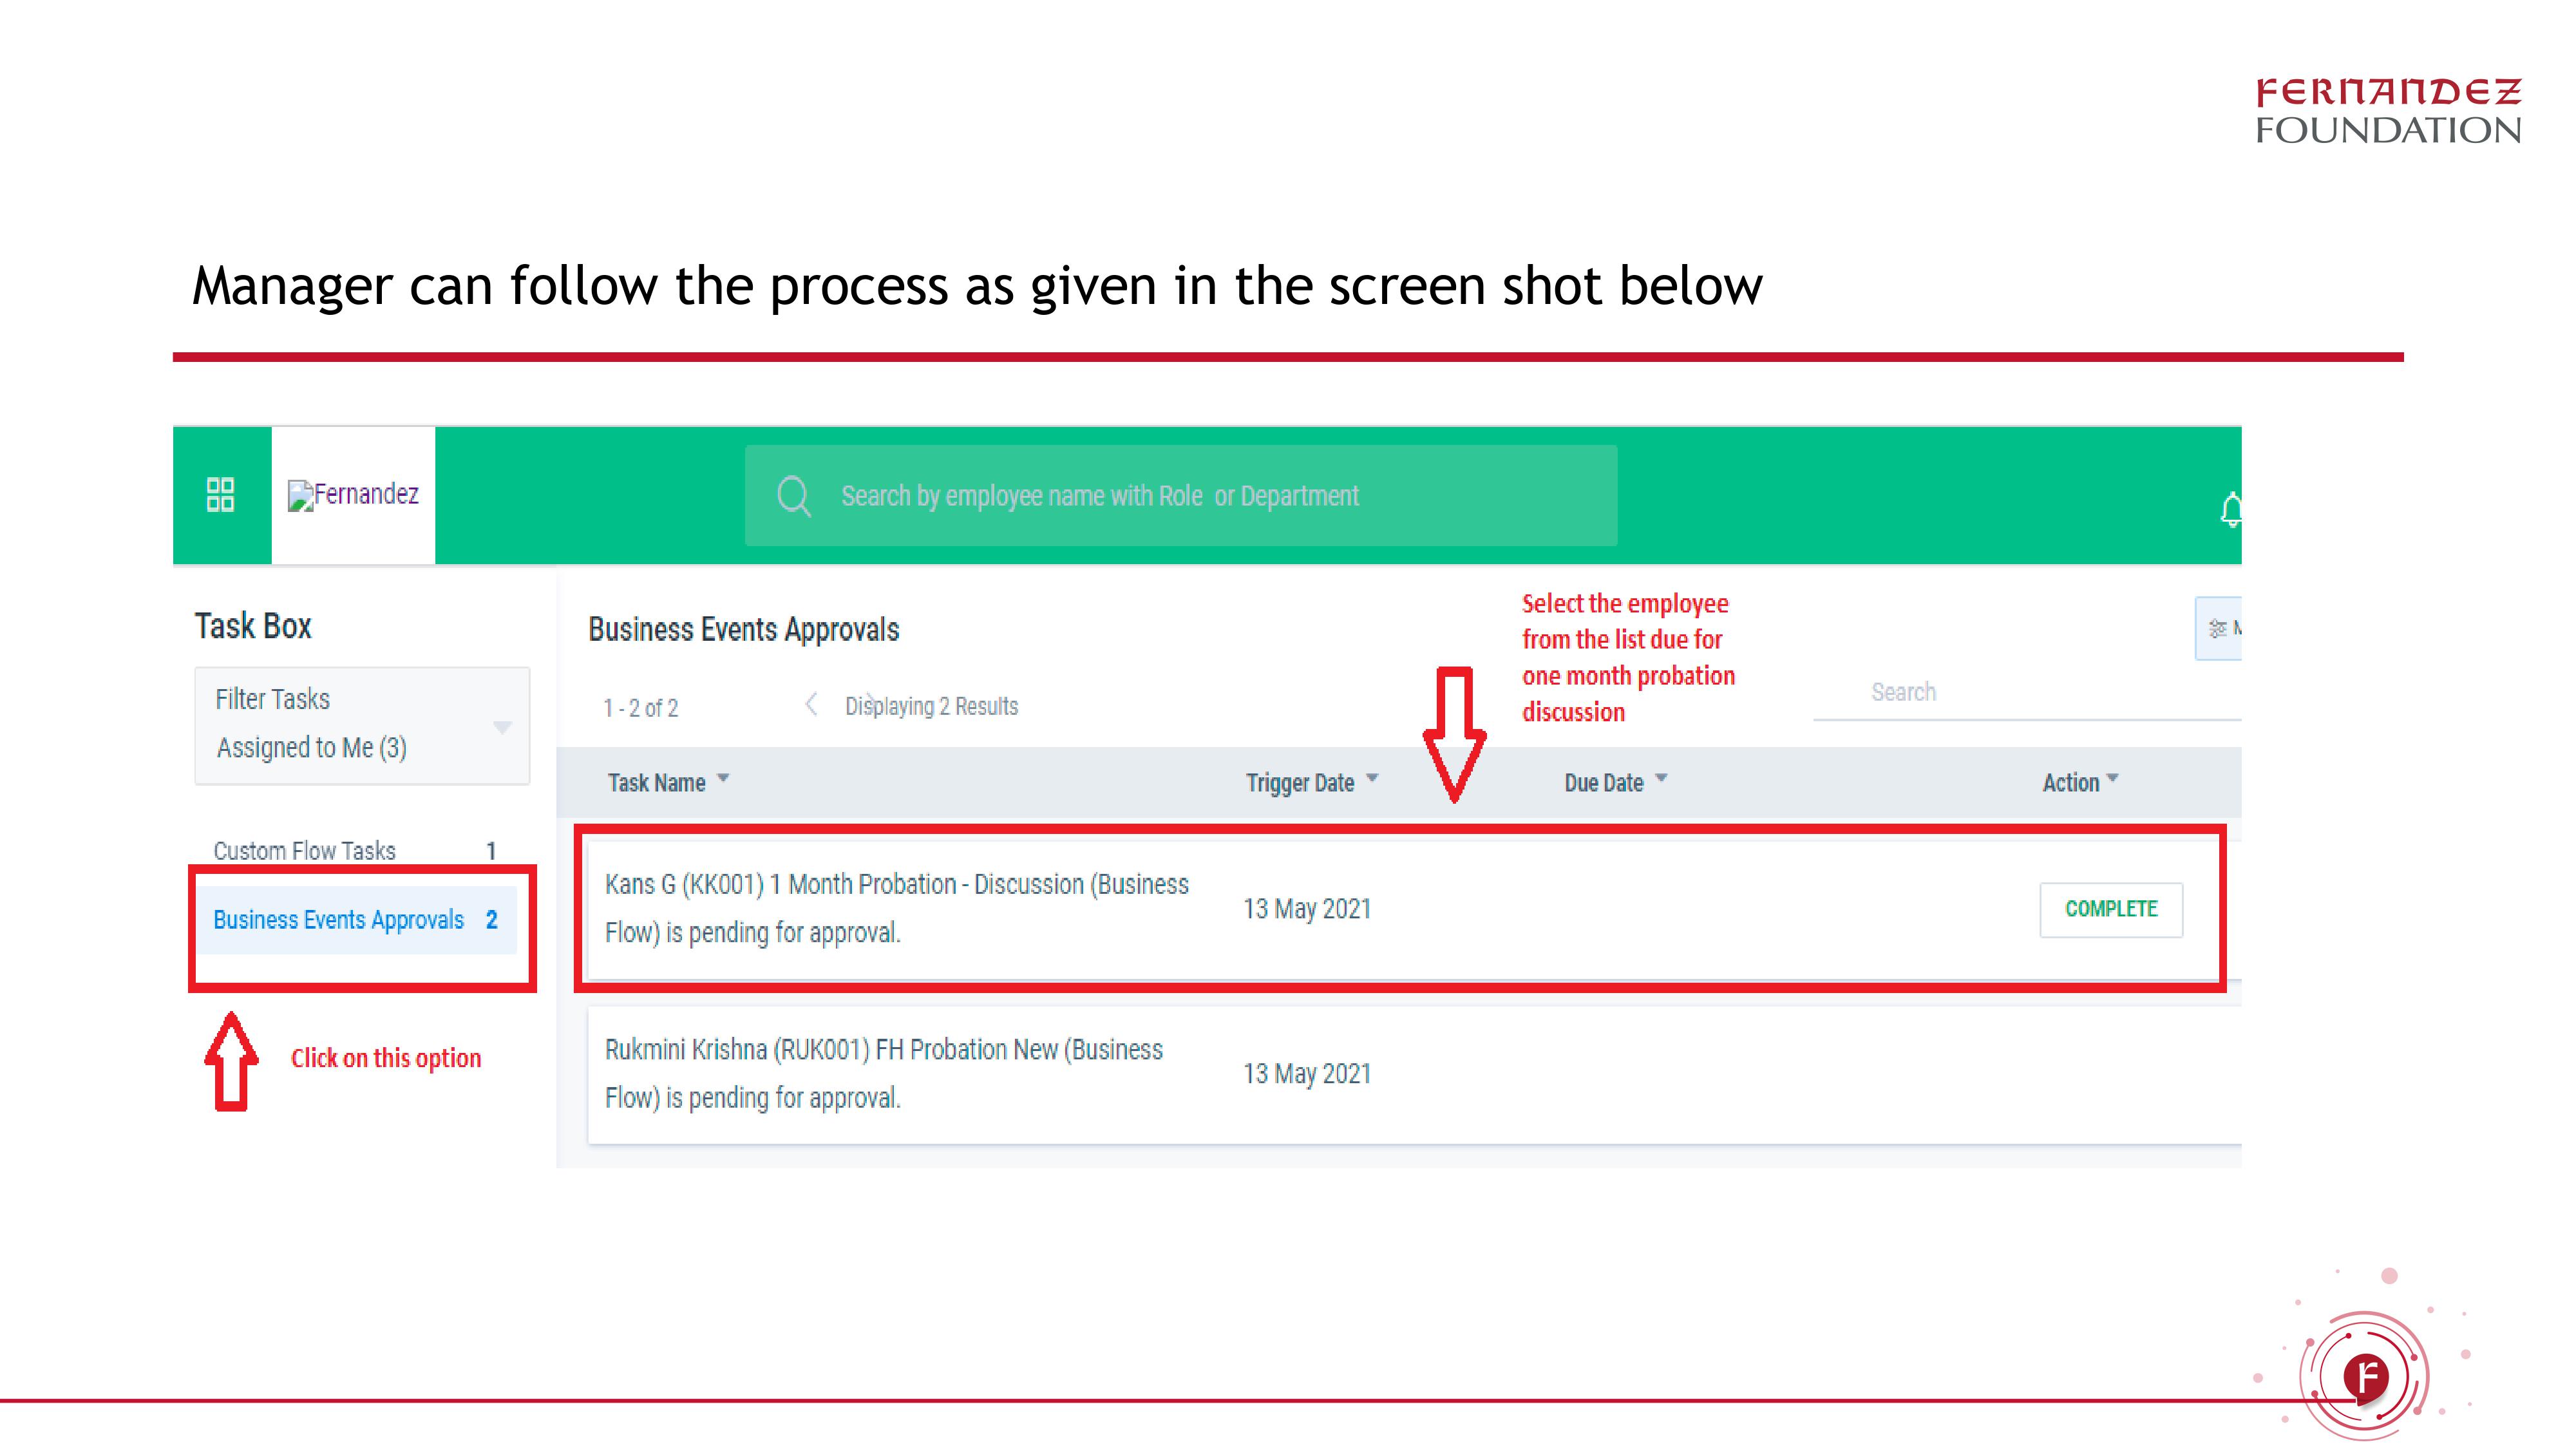 FERNANDEZ
FOUNDATION
Manager can follow the process as given in the screen shot below
Fernandez
Search by employee name with Role or Department
Task Box
Filter Tasks
Assigned to Me (3)
Custom Flow Tasks 1
Business Events Approvals 2
Click on this option
Business Events Approvals
1 - 2 of 2
Displaying 2 Results
Select the employee
from the list due for
one month probation
discussion
Search
Task Name Trigger Date Due Date Action
Kans G (KK001) 1 Month Probation - Discussion (Business
Flow) is pending for approval.
13 May 2021
COMPLETE
Rukmini Krishna (RUK001) FH Probation New (Business
Flow) is pending for approval.
13 May 2021
F